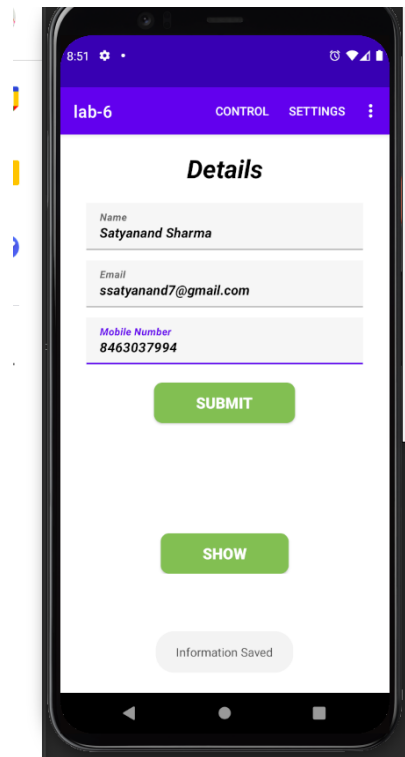 8:51
lab-6 CONTROL SETTINGS
Details
Name
Satyanand Sharma
Email
ssatyanand7@gmail.com
Mobile Number
8463037994
SUBMIT
SHOW
Information Saved